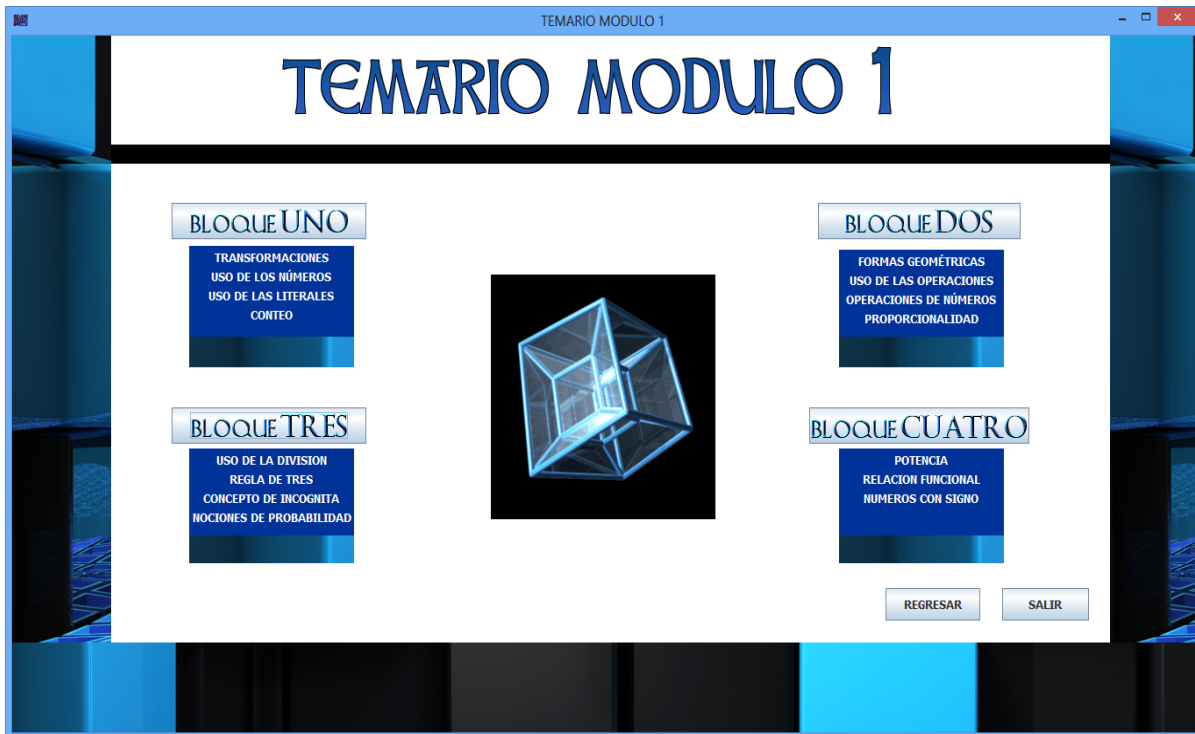 TEMARIO MODULO 1
TEMARIO MODULO 1
BLOQUE UNO
TRANSFORMACIONES
USO DE LOS NÚMEROS
USO DE LAS LITERALES
CONTEO
BLOQUE DOS
FORMAS GEOMÉTRICAS
USO DE LAS OPERACIONES
OPERACIONES DE NÚMEROS
PROPORCIONALIDAD
BLOQUE TRES
USO DE LA DIVISION
REGLA DE TRES
CONCEPTO DE INCOGNITA
NOCIONES DE PROBABILIDAD
BLOQUE CUATRO
POTENCIA
RELACION FUNCIONAL
NUMEROS CON SIGNO
REGRESAR
SALIR